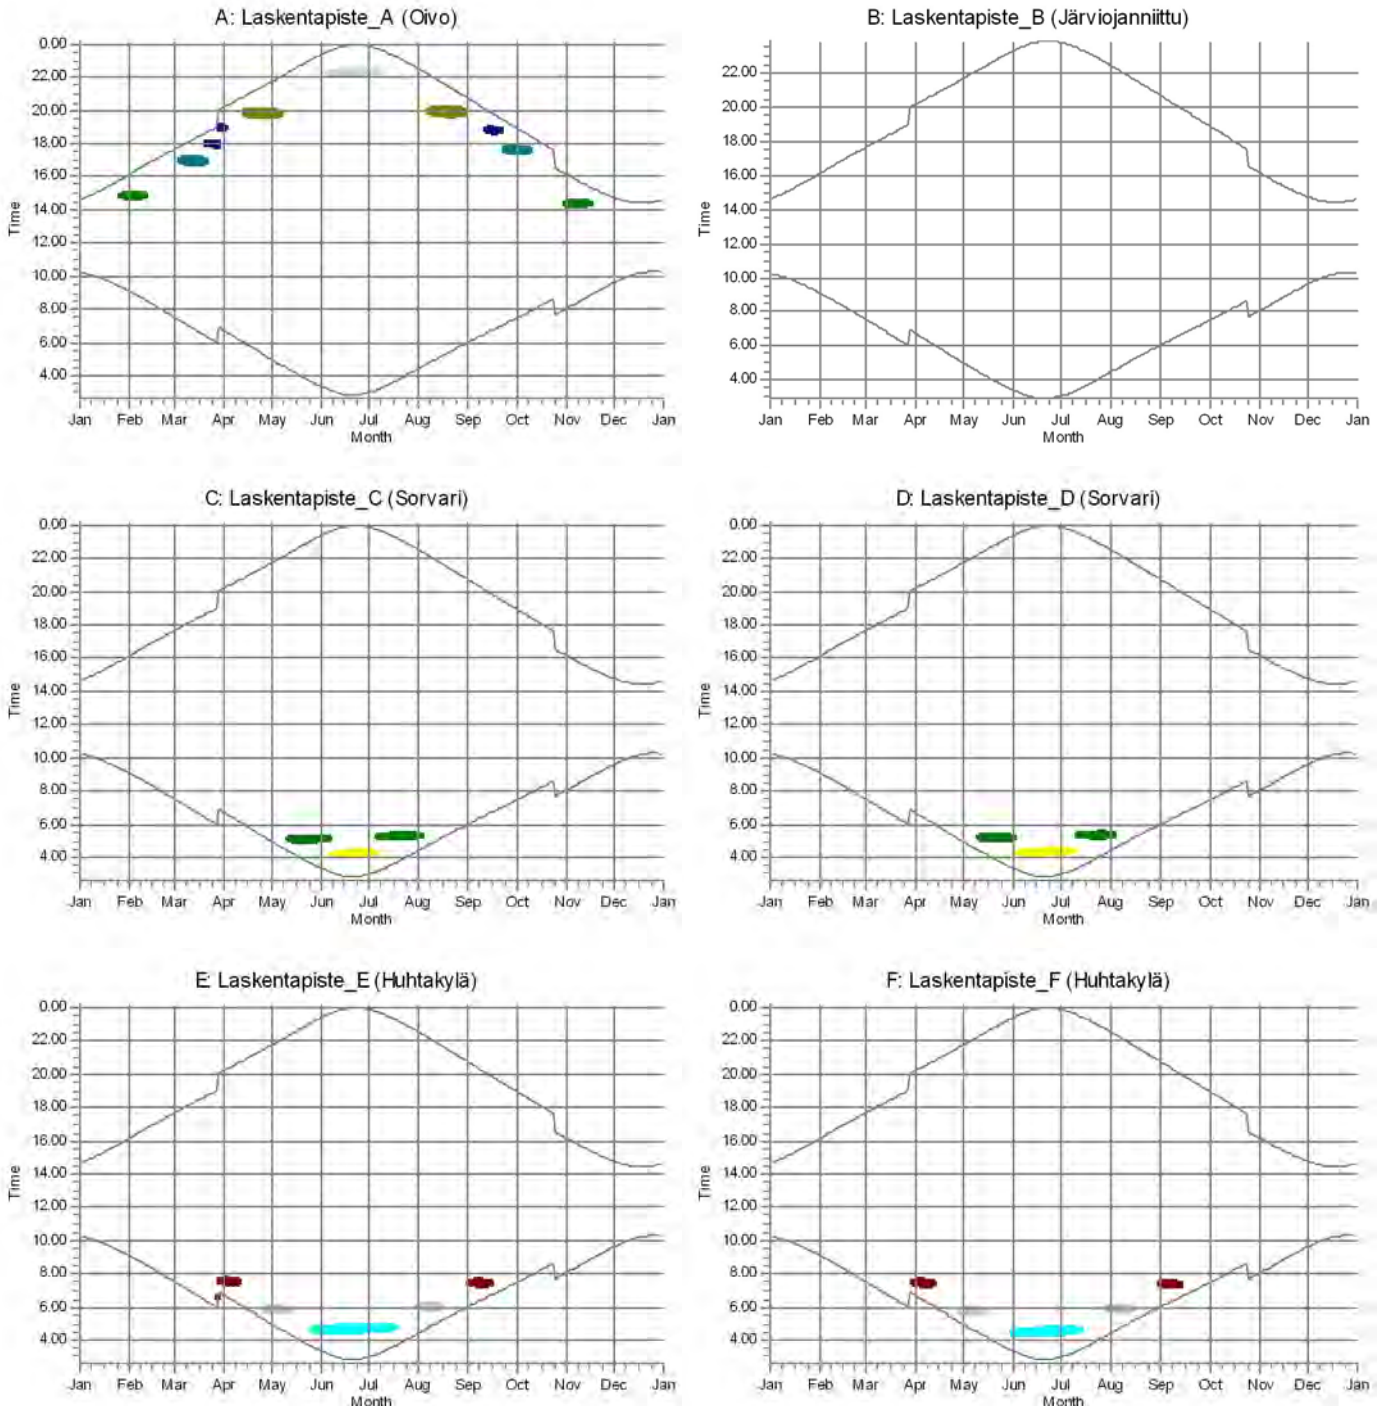 A: Laskentapiste_A (Oivo)
0.00
22.00
20.00
18.00
16.00
14.00
12.00
10.00
8.00
6.00
4.00
Time
Jan Feb Mar Apr May Jun Jul Aug Sep Oct Nov Dec Jan
Month
B: Laskentapiste_B (Järviojanniittu)
22.00
20.00
18.00
16.00
14.00
12.00
10.00
8.00
6.00
4.00
Time
Jan Feb Mar Apr May Jun Jul Aug Sep Oct Nov Dec Jan
Month
C: Laskentapiste_C (Sorvari)
0.00
22.00
20.00
18.00
16.00
14.00
12.00
10.00
8.00
6.00
4.00
Time
Jan Feb Mar Apr May Jun Jul Aug Sep Oct Nov Dec Jan
Month
D: Laskentapiste_D (Sorvari)
0.00
22.00
20.00
18.00
16.00
14.00
12.00
10.00
8.00
6.00
4.00
Time
Jan Feb Mar Apr May Jun Jul Aug Sep Oct Nov Dec Jan
Month
E: Laskentapiste_E (Huhtakylä)
0.00
22.00
20.00
18.00
16.00
14.00
12.00
10.00
8.00
6.00
4.00
Time
Jan Feb Mar Apr May Jun Jul Aug Sep Oct Nov Dec Jan
Month
F: Laskentapiste_F (Huhtakylä)
0.00
22.00
20.00
18.00
16.00
14.00
12.00
10.00
8.00
6.00
4.00
Time
Jan Feb Mar Apr May Jun Jul Aug Sep Oct Nov Dec Jan
Month